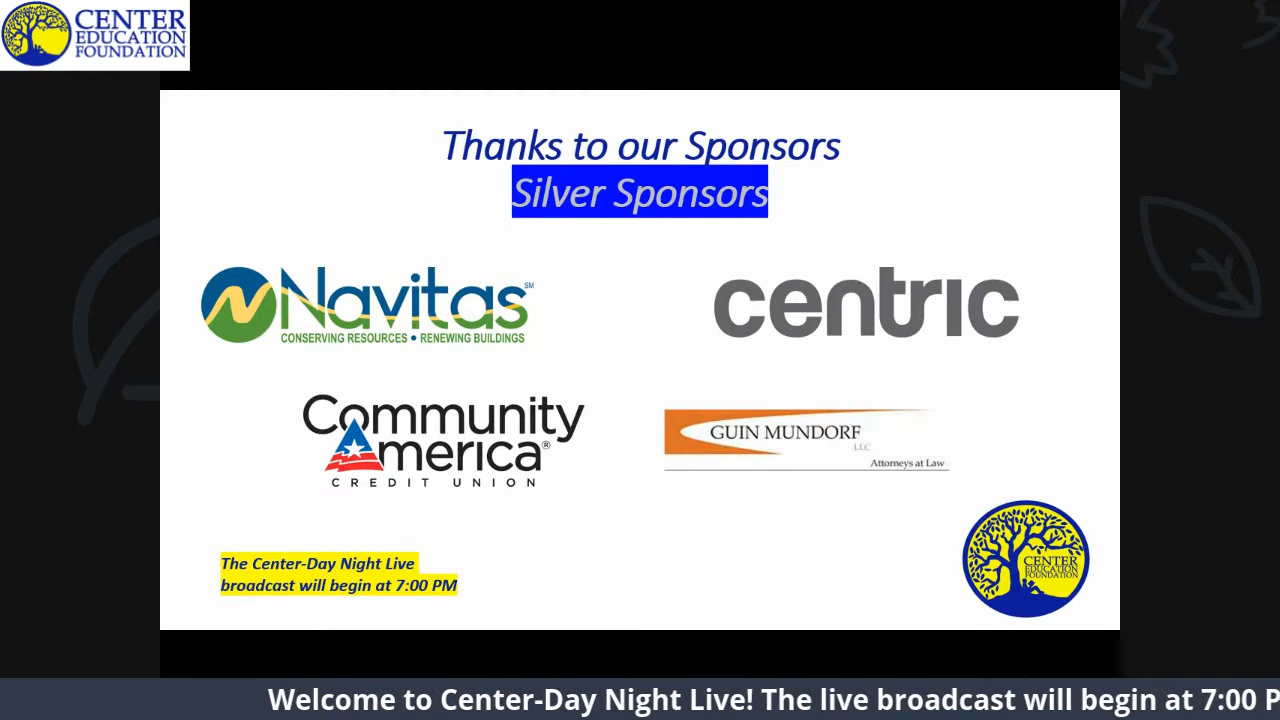 CENTER
EDUCATION
FOUNDATION
Thanks to our Sponsors
Silver Sponsors
Navitas SM
CONSERVING RESOURCES • RENEWING BUILDINGS
centric
Community
America®
CREDIT UNION
GUIN MUNDORF
LLC
Attorneys at Law
CENTER
EDUCATION
FOUNDATION
The Center-Day Night Live
broadcast will begin at 7:00 PM
Welcome to Center-Day Night Live! The live broadcast will begin at 7:00 P